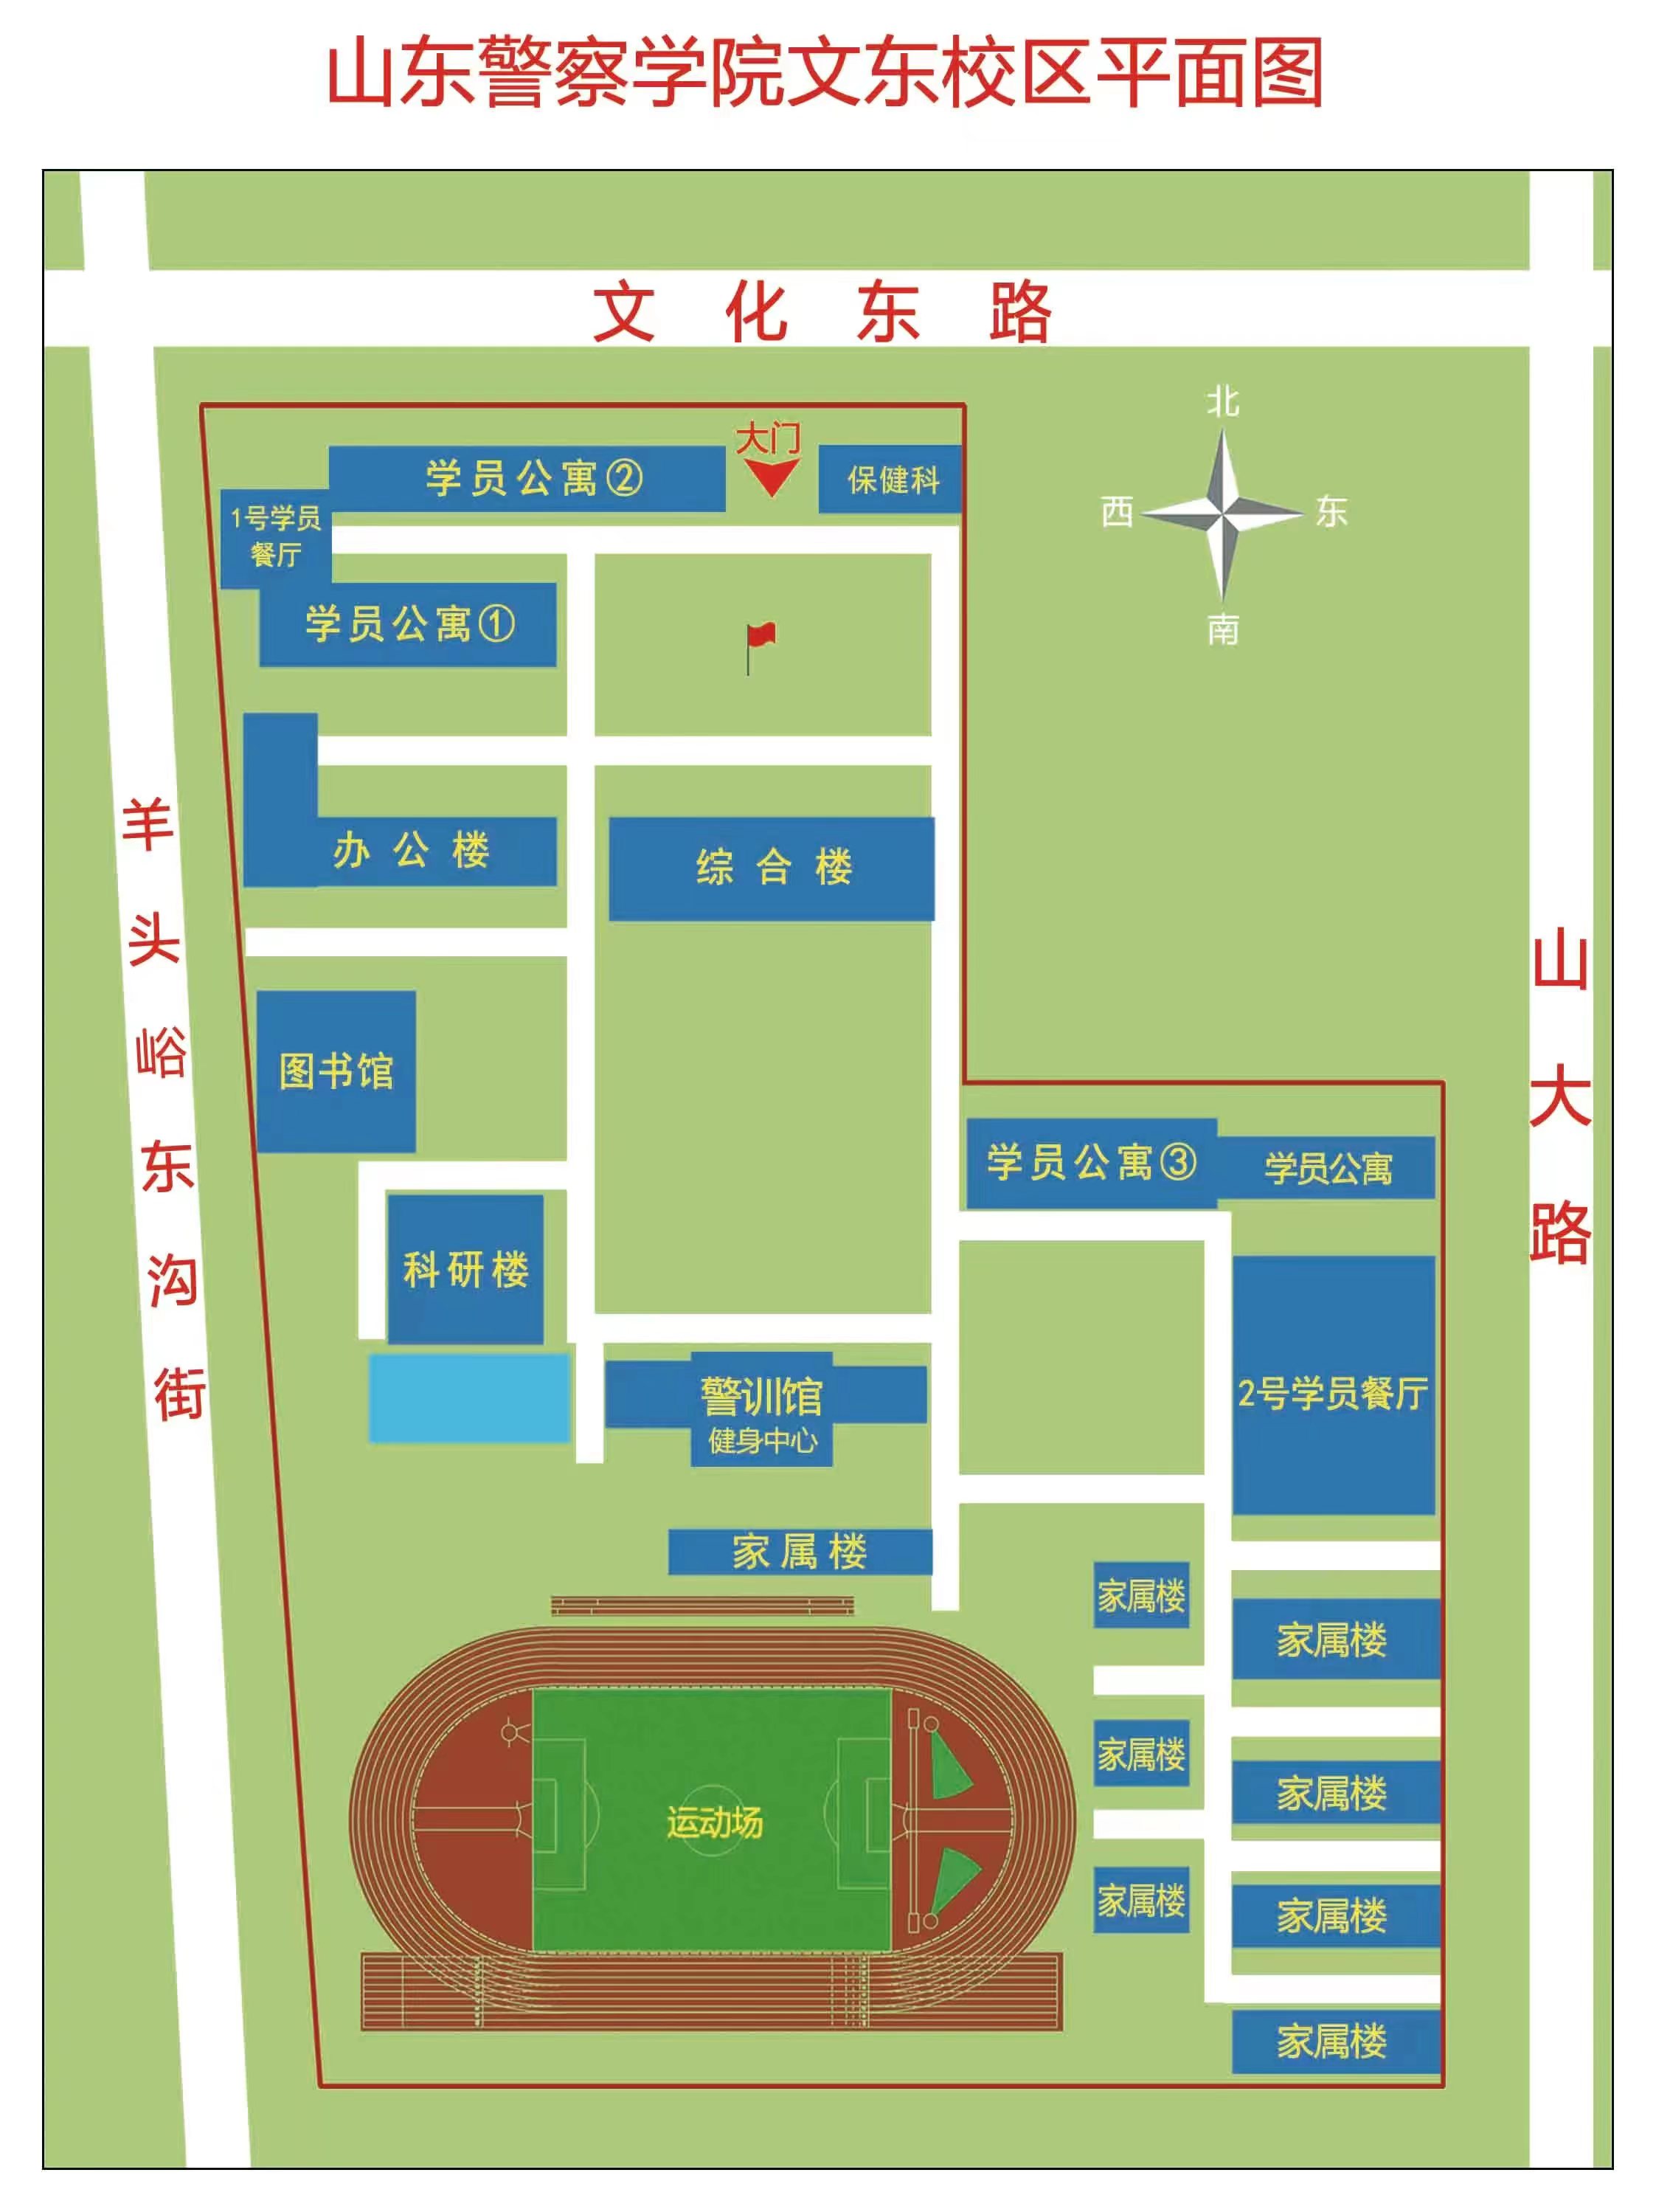 山东警察学院文东校区平面图
文化东路
北
西
东
南
大门
学员公寓②
保健科
1号学员
餐厅
学员公寓①
办公楼
综合楼
羊头峪东沟街
山大路
图书馆
学员公寓③
学员公寓
科研楼
2号学员餐厅
警训馆
健身中心
家属楼
家属楼
家属楼
家属楼
家属楼
运动场
家属楼
家属楼
家属楼